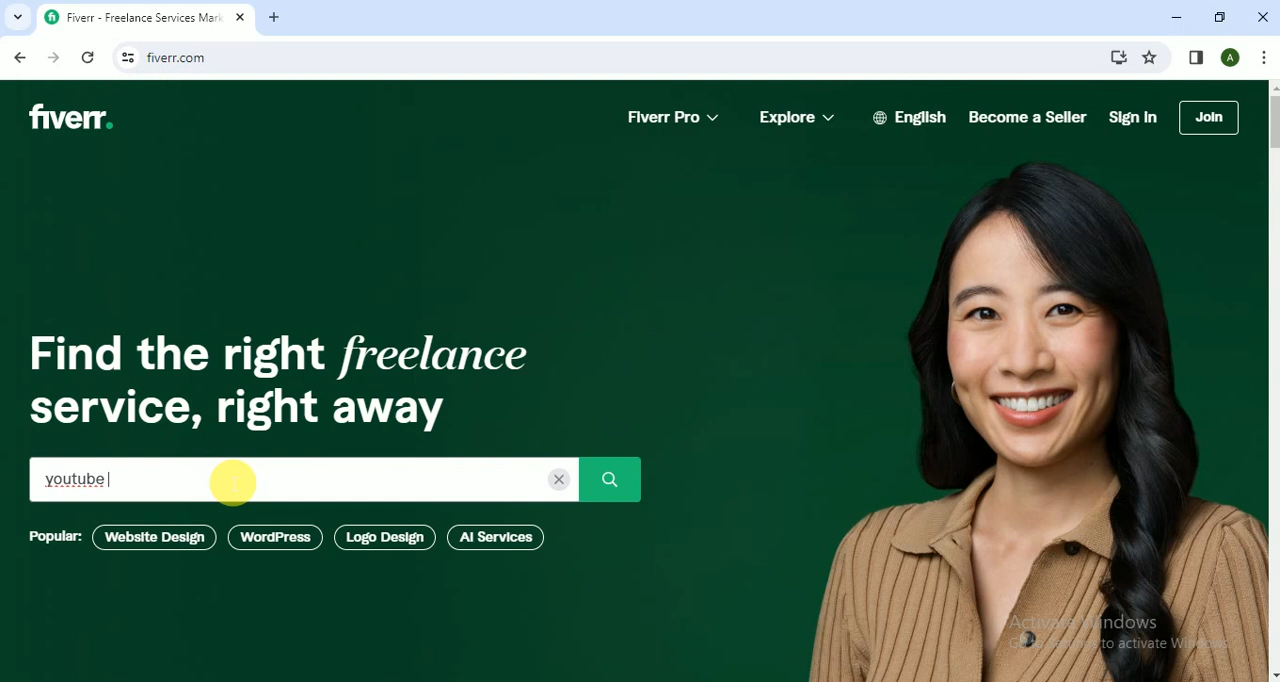 Fiverr - Freelance Services Mark
fiverr.com
fiverr.
Fiverr Pro
Explore
English
Become a Seller
Sign in
Join
Find the right freelance
service, right away
youtube
Popular:
Website Design
WordPress
Logo Design
AI Services
Activate Windows
Go to Settings to activate Windows.
A